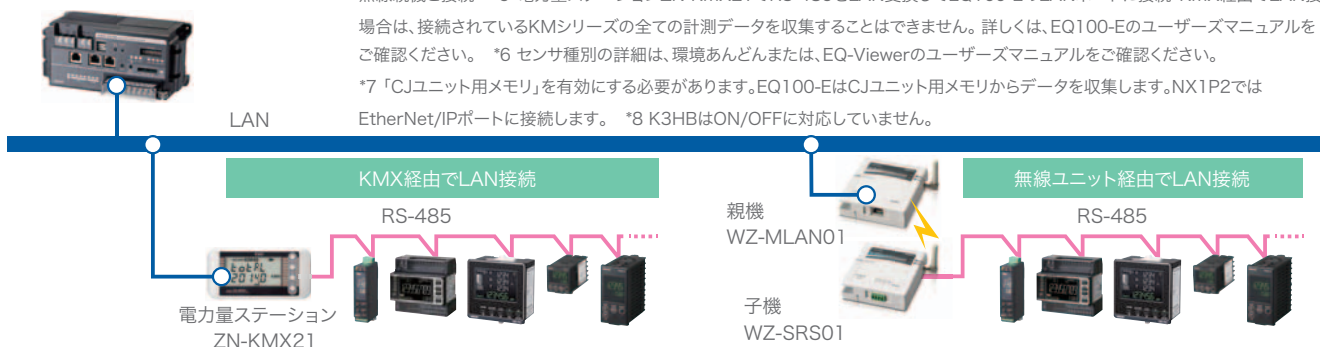 場合は、接続されているKMシリーズの全ての計測データを収集することはできません。詳しくは、EQ100-Eのユーザーズマニュアルを
ご確認ください。 *6 センサ種別の詳細は、環境あんどんまたは、EQ-Viewerのユーザーズマニュアルをご確認ください。
*7 「CJユニット用メモリ」を有効にする必要があります。EQ100-EはCJユニット用メモリからデータを収集します。NX1P2では
EtherNet/IPポートに接続します。 *8 K3HBはON/OFFに対応していません。
LAN
KMX経由でLAN接続
RS-485
電力量ステーション
ZN-KMX21
親機
WZ-MLAN01
子機
WZ-SRS01
無線ユニット経由でLAN接続
RS-485